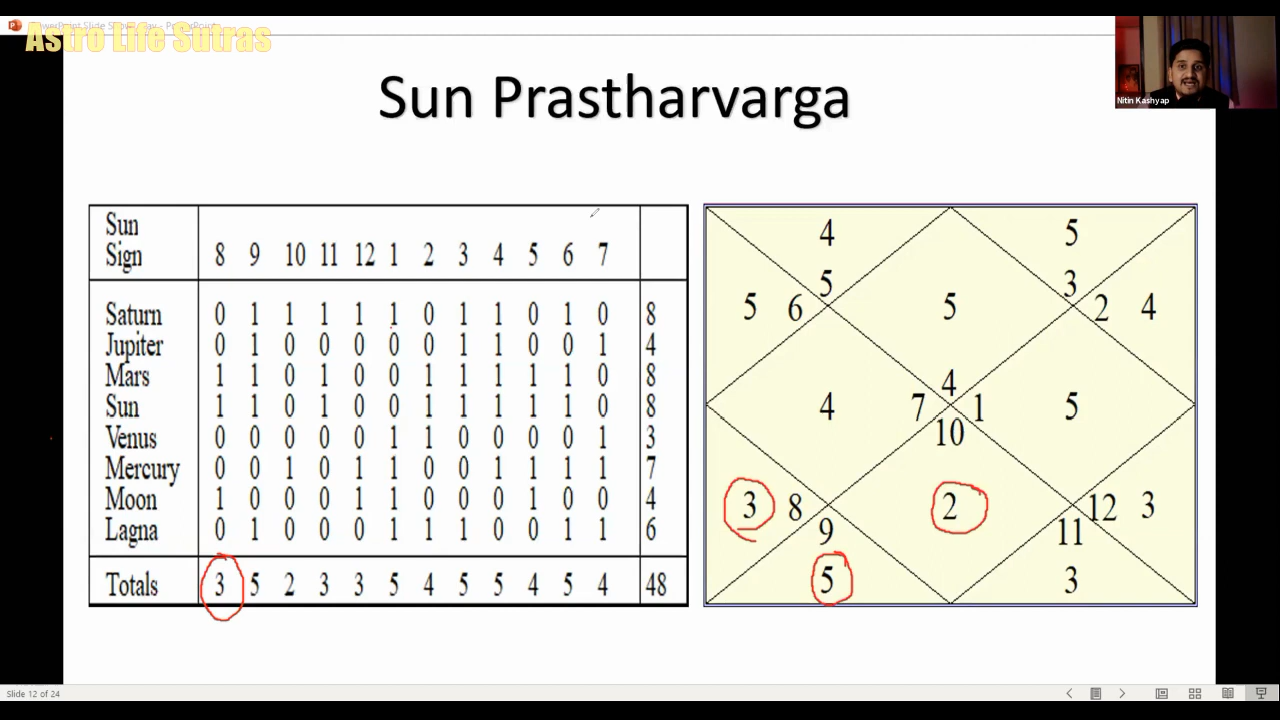 PowerPoint Slide Show
PowerPoint
Astro Life Sutras
Nitin Kashyap
Sun Prastharvarga
Sun
Sign 8 9 10 11 12 1 2 3 4 5 6 7
Saturn 0 1 1 1 1 1 0 1 1 0 1 0 8
Jupiter 0 1 0 0 0 0 0 1 1 0 0 1 4
Mars 1 1 0 1 0 0 1 1 1 1 1 0 8
Sun 1 1 0 1 0 0 1 1 1 1 1 0 8
Venus 0 0 0 0 0 1 1 0 0 0 0 1 3
Mercury 0 0 1 0 1 1 0 0 1 1 1 1 7
Moon 1 0 0 0 1 1 0 0 0 1 0 0 4
Lagna 0 1 0 0 0 1 1 1 0 0 1 1 6
Totals 3 5 2 3 3 5 4 5 5 4 5 4 48
4 5
5 3
5 6 5 2 4
4
4 7 1 5
10
3 8 2 12 3
9 11
5 3
Slide 12 of 24